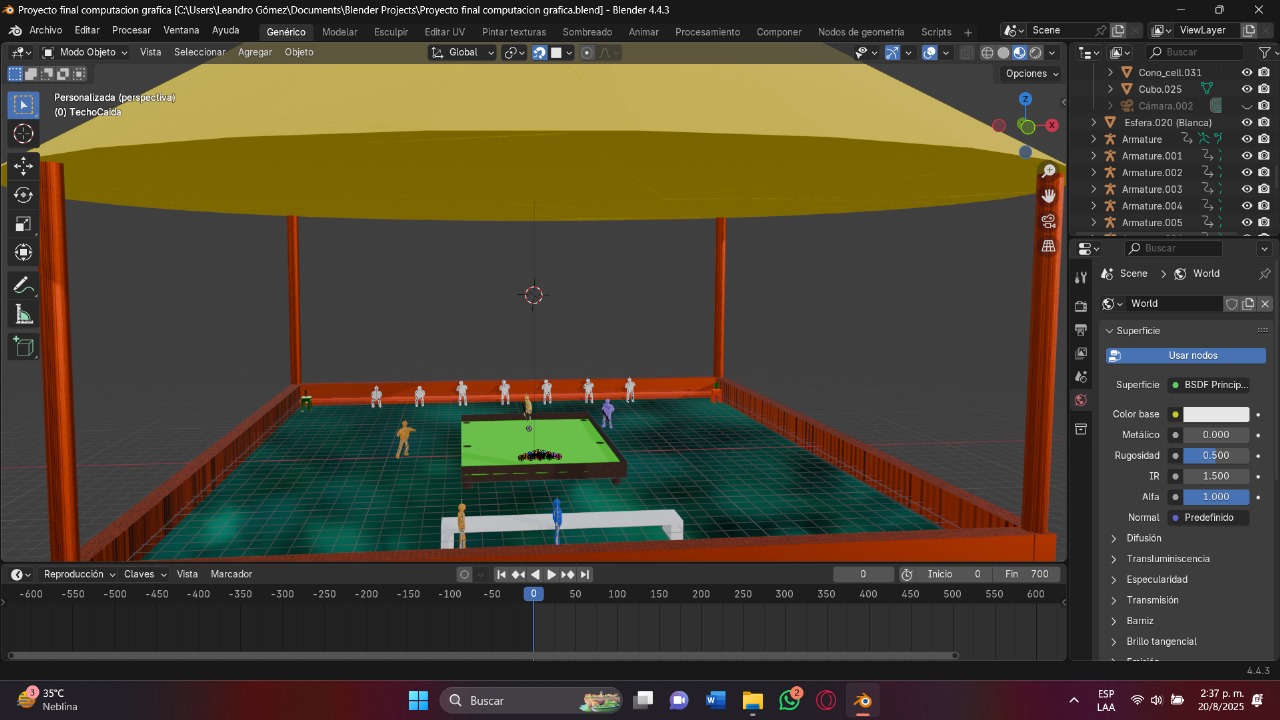 Proyecto final computacion grafica [C:\Users\Leandro Gómez\Documents\Blender Projects\Proyecto final computacion grafica.blend] - Blender 4.4.3
Archivo Editar Procesar Ventana Ayuda Genérico Modelar Esculpir Editar UV Pintar texturas Sombreado Animar Procesamiento Componer Nodos de geometría Scripts + Scene ViewLayer
Modo Objeto Vista Seleccionar Agregar Objeto Global Buscar
Opciones
Cono_cell.031
Cubo.025
Cámara.002
Esfera.020 (Blanca)
Armature
Armature.001
Armature.002
Armature.003
Armature.004
Armature.005
Personalizada (perspectiva)
(0) TechoCaida
Z
X
Buscar
Scene > World
World
Superficie
Usar nodos
Superficie BSDF Princip...
Color base
Metálico 0.000
Rugosidad 0.500
IR 1.500
Alfa 1.000
Normal Predefinido
Difusión
Transluminiscencia
Especularidad
Transmisión
Barniz
Brillo tangencial
Reproducción Claves Vista Marcador 0 Inicio 0 Fin 700
-600 -550 -500 -450 -400 -350 -300 -250 -200 -150 -100 -50 0 50 100 150 200 250 300 350 400 450 500 550 600
4.4.3
3
35°C
Neblina
Buscar
2
ESP
LAA
2:37 p. m.
20/8/2025